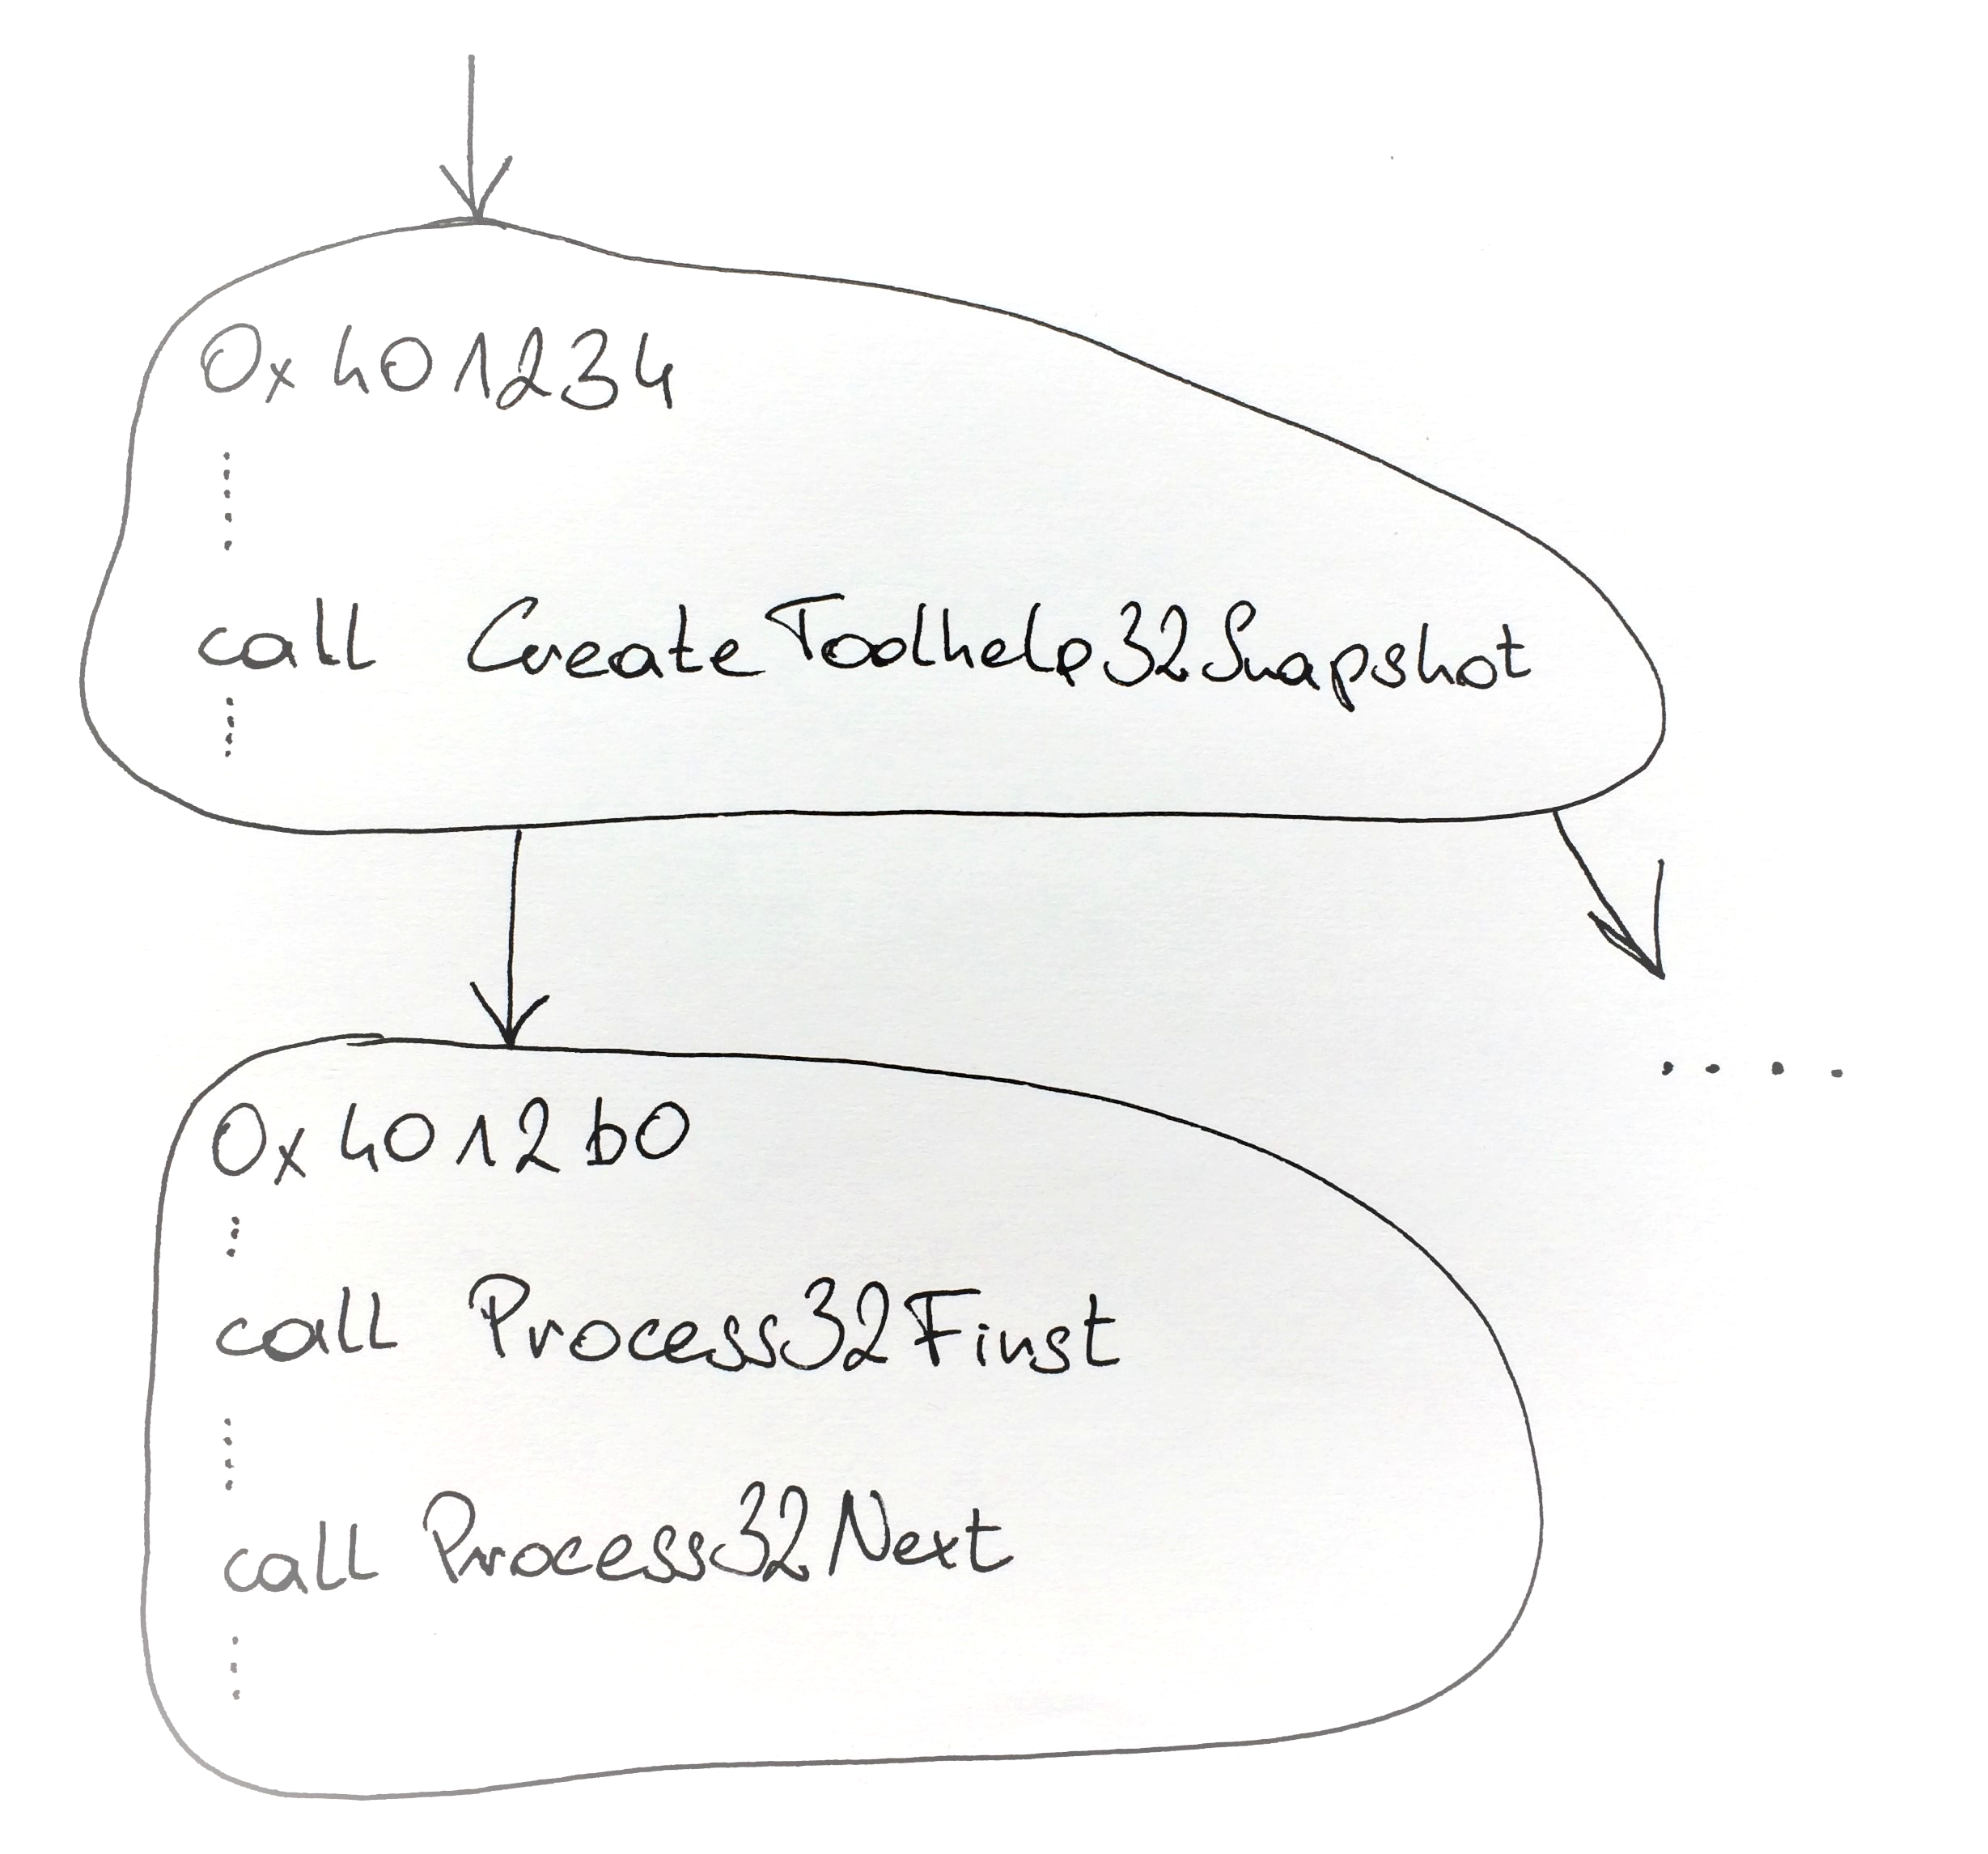 0x401234
call CreateToolhelp32Snapshot
....
0x4012b0
call Process32First
call Process32Next